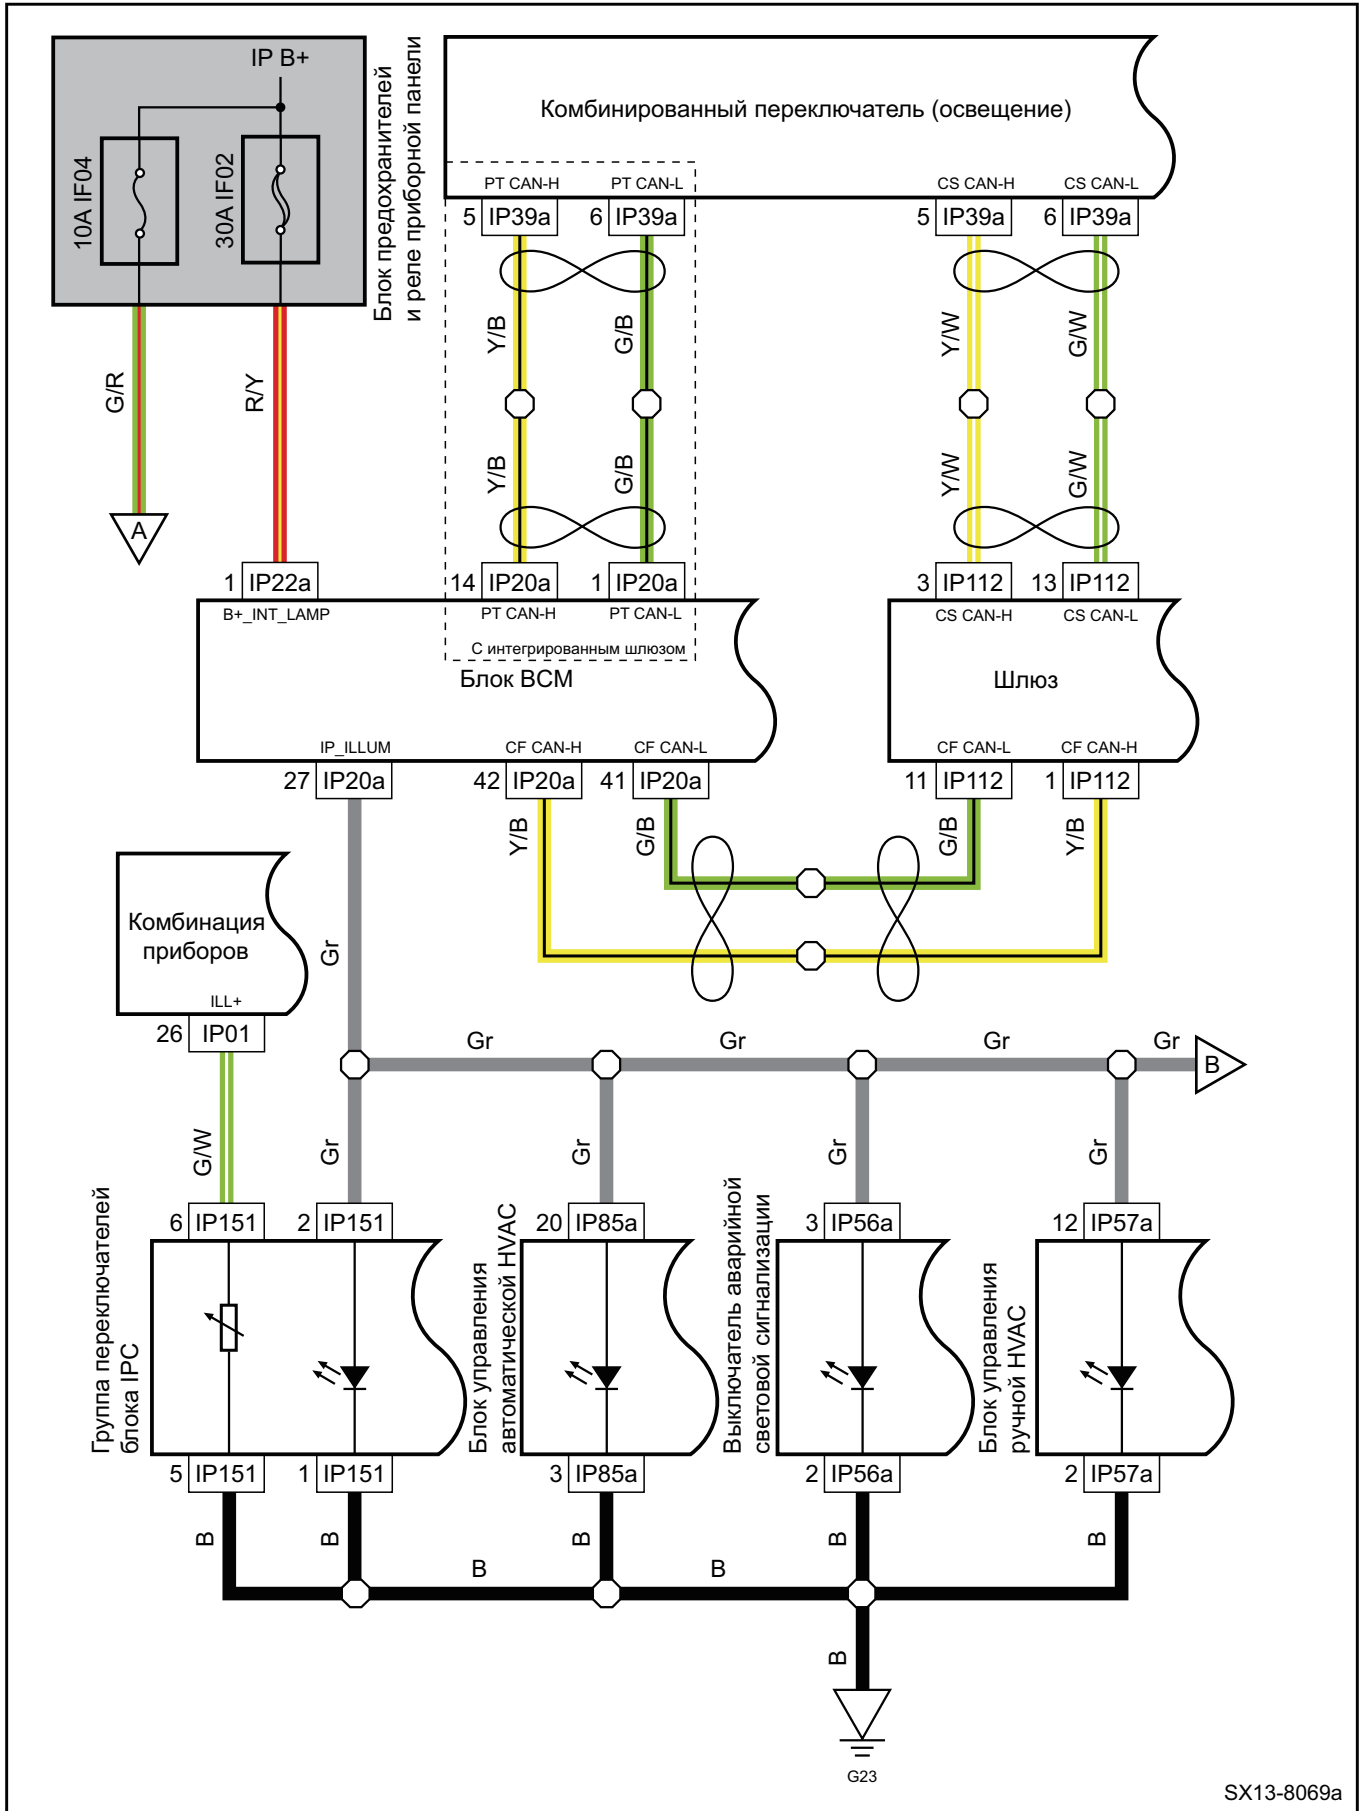 IP B+
10A IF04
30A IF02
Блок предохранителей
и реле приборной панели
Комбинированный переключатель (освещение)
PT CAN-H
PT CAN-L
CS CAN-H
CS CAN-L
5 IP39a
6 IP39a
5 IP39a
6 IP39a
G/R
R/Y
Y/B
G/B
Y/W
G/W
Y/B
G/B
Y/W
G/W
A
1 IP22a
14 IP20a
1 IP20a
3 IP112
13 IP112
B+_INT_LAMP
PT CAN-H
PT CAN-L
CS CAN-H
CS CAN-L
С интегрированным шлюзом
Блок BCM
Шлюз
IP_ILLUM
CF CAN-H
CF CAN-L
CF CAN-L
CF CAN-H
27 IP20a
42 IP20a
41 IP20a
11 IP112
1 IP112
Y/B
G/B
G/B
Y/B
Комбинация
приборов
ILL+
26 IP01
Gr
Gr
Gr
Gr
Gr
B
G/W
Gr
Gr
Gr
Gr
6 IP151
2 IP151
20 IP85a
3 IP56a
12 IP57a
Группа переключателей
блока IPC
Блок управления
автоматической HVAC
Выключатель аварийной
световой сигнализации
Блок управления
ручной HVAC
5 IP151
1 IP151
3 IP85a
2 IP56a
2 IP57a
B
B
B
B
B
B
B
B
G23
SX13-8069a